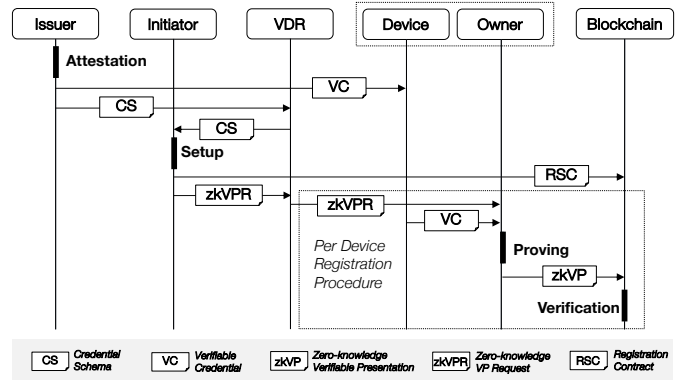 Issuer Initiator VDR Device Owner Blockchain
Attestation
VC
CS
CS
Setup
RSC
zkVPR
zkVPR
VC
Per Device
Registration
Procedure
Proving
zkVP
Verification
CS Credential
Schema
VC Verifiable
Credential
zkVP Zero-knowledge
Verifiable Presentation
zkVPR Zero-knowledge
VP Request
RSC Registration
Contract